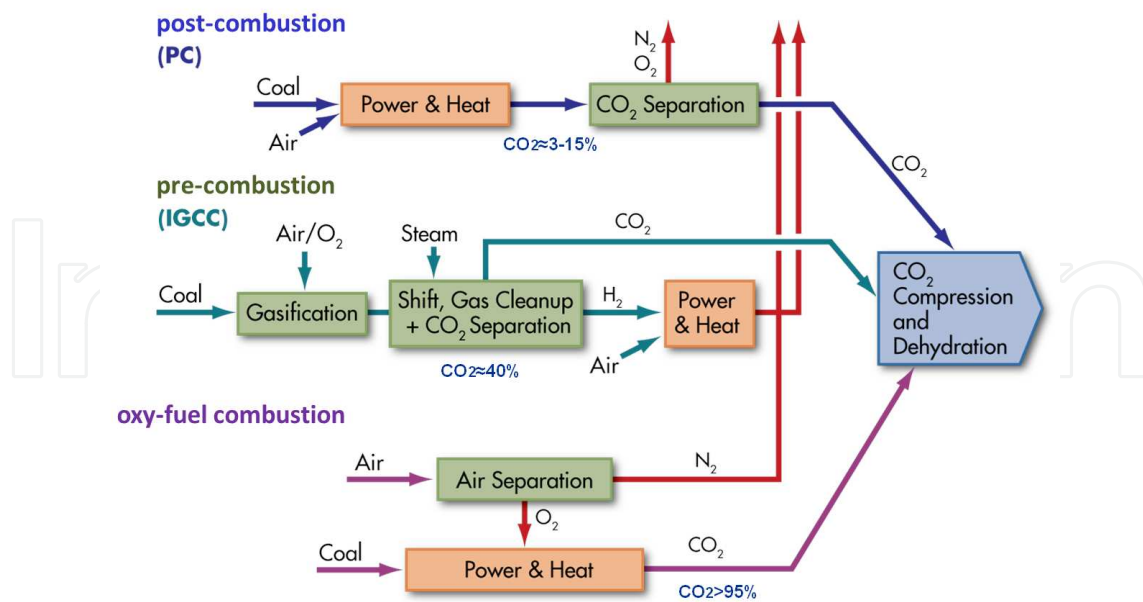 post-combustion
(PC)
N₂
O₂
Coal
Power & Heat
CO₂ Separation
Air
CO₂≈3-15%
CO₂
pre-combustion
(IGCC)
Air/O₂
Steam
CO₂
Coal
Gasification
Shift, Gas Cleanup
+ CO₂ Separation
H₂
Power
& Heat
Air
CO₂≈40%
CO₂
Compression
and
Dehydration
oxy-fuel combustion
Air
Air Separation
N₂
O₂
Coal
Power & Heat
CO₂
CO₂>95%